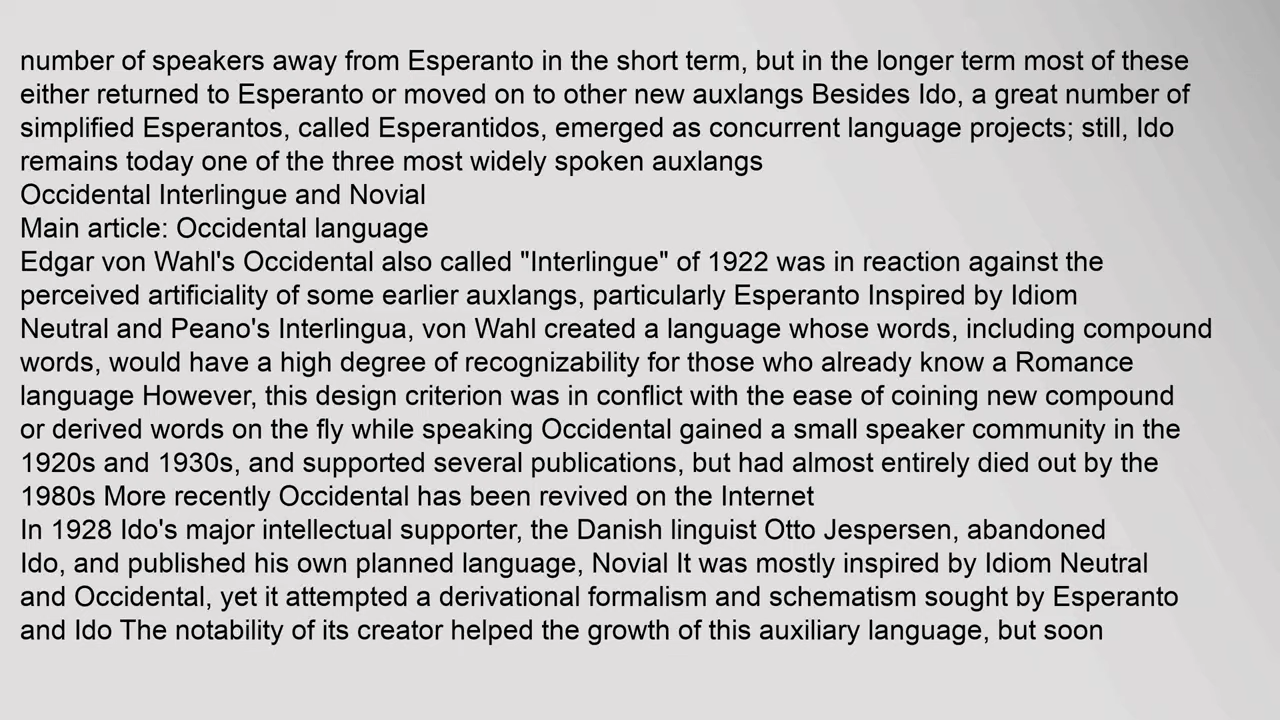 number of speakers away from Esperanto in the short term, but in the longer term most of these
either returned to Esperanto or moved on to other new auxlangs Besides Ido, a great number of
simplified Esperantos, called Esperantidos, emerged as concurrent language projects; still, Ido
remains today one of the three most widely spoken auxlangs
Occidental Interlingue and Novial
Main article: Occidental language
Edgar von Wahl's Occidental also called "Interlingue" of 1922 was in reaction against the
perceived artificiality of some earlier auxlangs, particularly Esperanto Inspired by Idiom
Neutral and Peano's Interlingua, von Wahl created a language whose words, including compound
words, would have a high degree of recognizability for those who already know a Romance
language However, this design criterion was in conflict with the ease of coining new compound
or derived words on the fly while speaking Occidental gained a small speaker community in the
1920s and 1930s, and supported several publications, but had almost entirely died out by the
1980s More recently Occidental has been revived on the Internet
In 1928 Ido's major intellectual supporter, the Danish linguist Otto Jespersen, abandoned
Ido, and published his own planned language, Novial It was mostly inspired by Idiom Neutral
and Occidental, yet it attempted a derivational formalism and schematism sought by Esperanto
and Ido The notability of its creator helped the growth of this auxiliary language, but soon